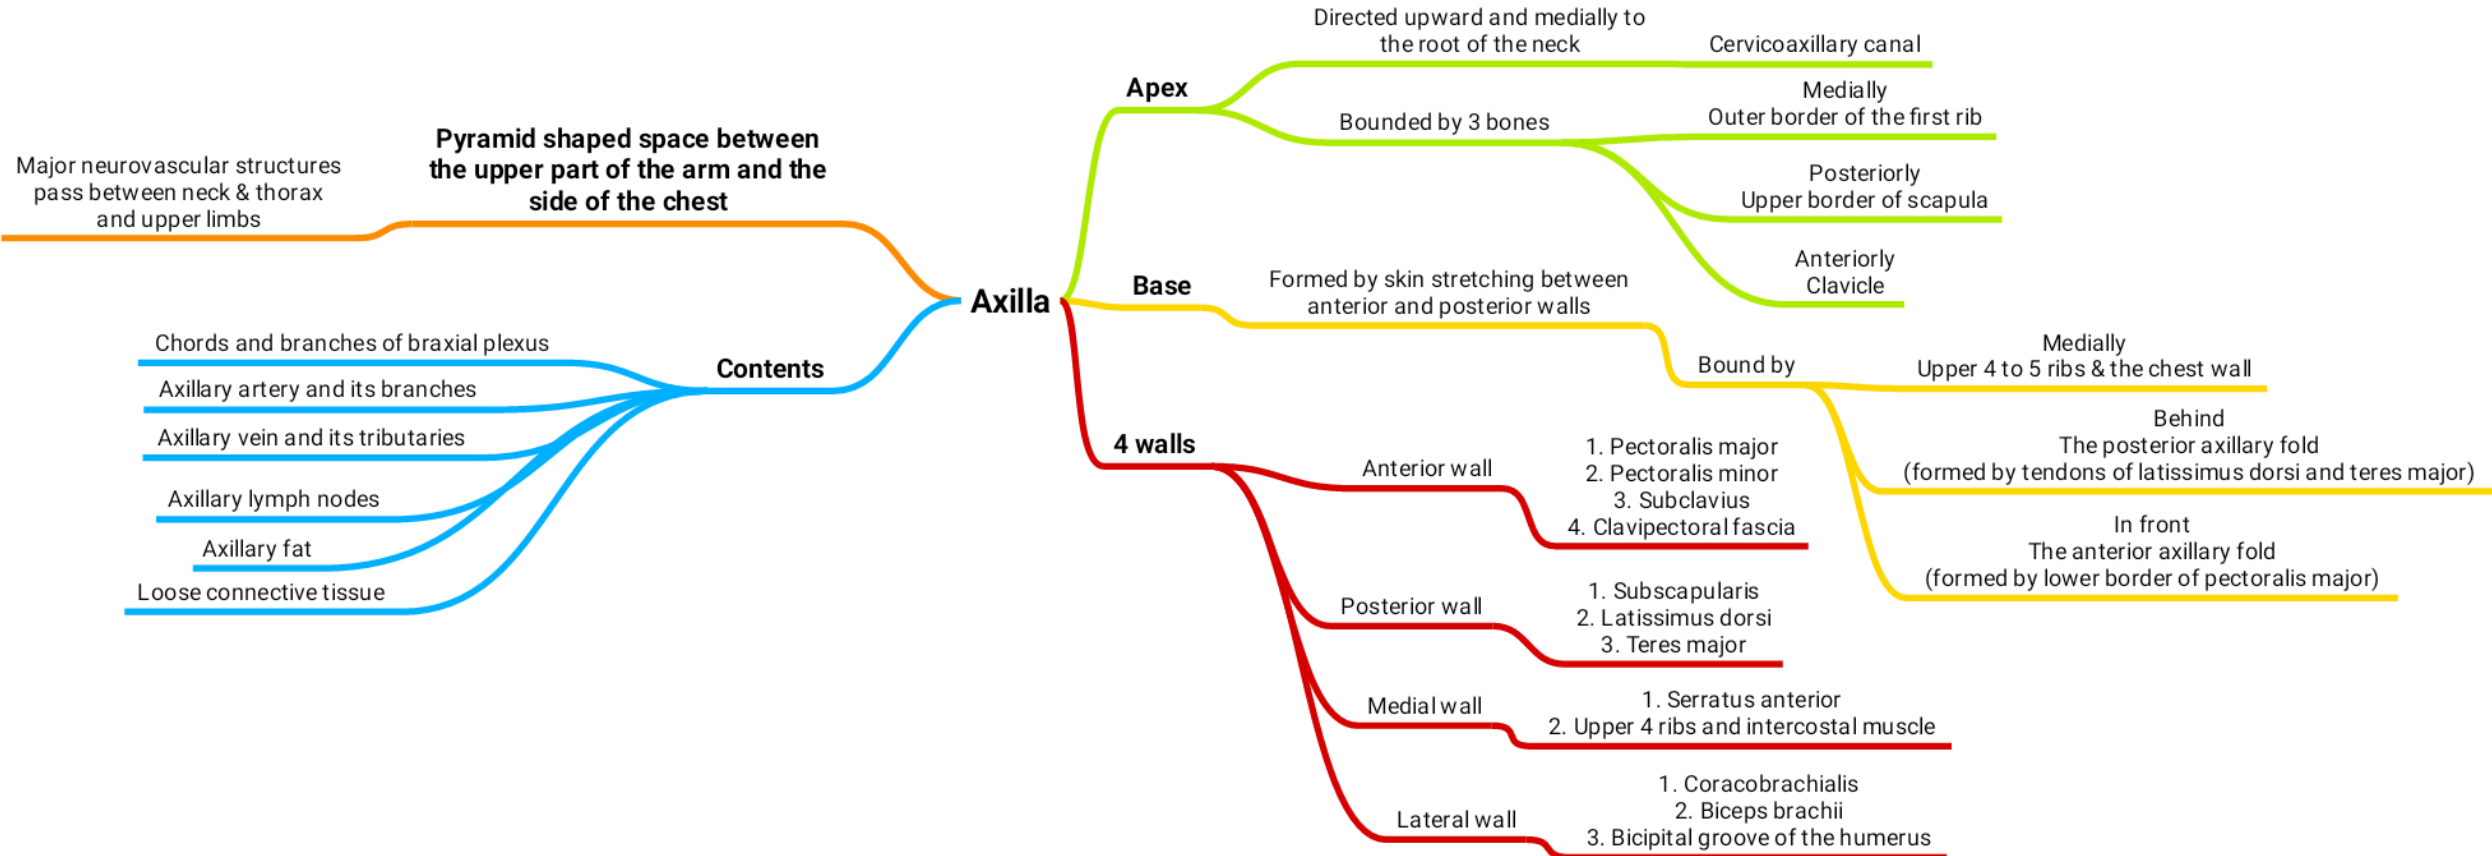 Axilla
Pyramid shaped space between
the upper part of the arm and the
side of the chest
Major neurovascular structures
pass between neck & thorax
and upper limbs
Contents
Chords and branches of braxial plexus
Axillary artery and its branches
Axillary vein and its tributaries
Axillary lymph nodes
Axillary fat
Loose connective tissue
Apex
Directed upward and medially to
the root of the neck
Cervicoaxillary canal
Bounded by 3 bones
Medially
Outer border of the first rib
Posteriorly
Upper border of scapula
Anteriorly
Clavicle
Base
Formed by skin stretching between
anterior and posterior walls
Bound by
Medially
Upper 4 to 5 ribs & the chest wall
Behind
The posterior axillary fold
(formed by tendons of latissimus dorsi and teres major)
In front
The anterior axillary fold
(formed by lower border of pectoralis major)
4 walls
Anterior wall
1. Pectoralis major
2. Pectoralis minor
3. Subclavius
4. Clavipectoral fascia
Posterior wall
1. Subscapularis
2. Latissimus dorsi
3. Teres major
Medial wall
1. Serratus anterior
2. Upper 4 ribs and intercostal muscle
Lateral wall
1. Coracobrachialis
2. Biceps brachii
3. Bicipital groove of the humerus